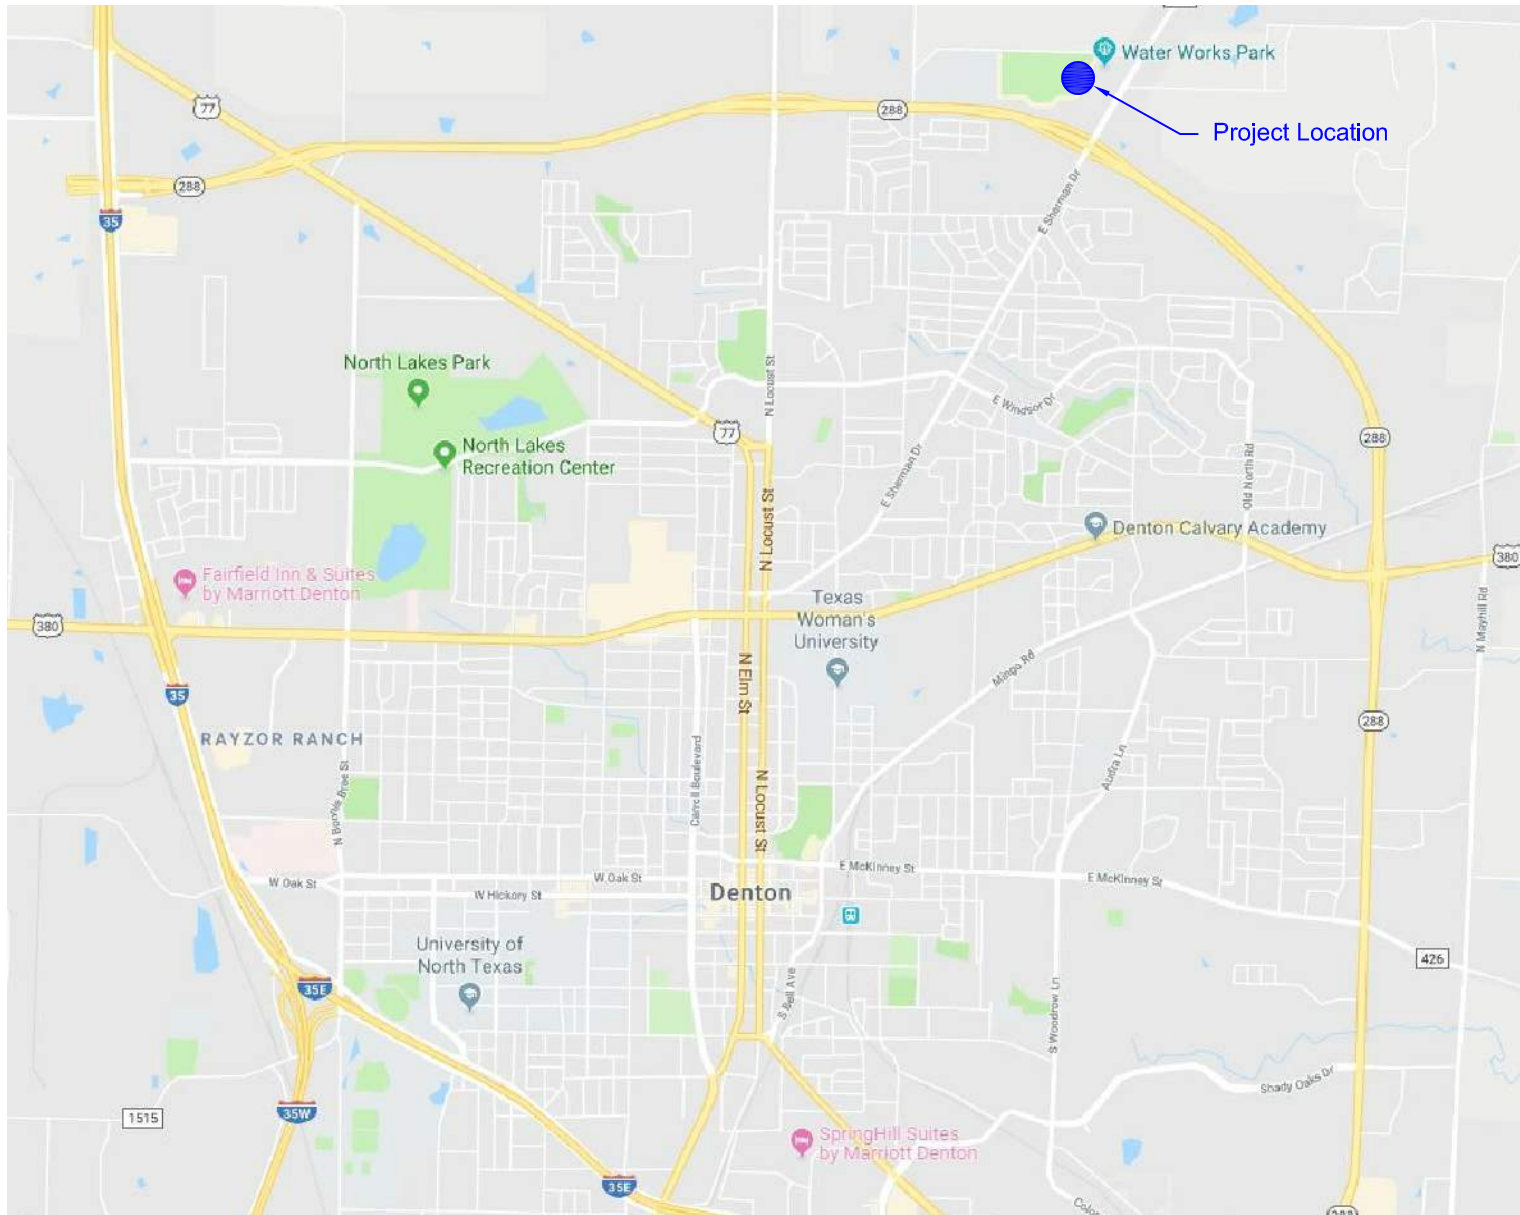 Water Works Park
77
288
Project Location
288
35
E Sherman Dr
North Lakes Park
N Locust St
E Windsor Dr
77
288
North Lakes
Recreation Center
E Sherman Dr
Old North Rd
N Locust St
Denton Calvary Academy
380
Fairfield Inn & Suites
by Marriott Denton
Texas
Woman's
University
380
N Mayhill Rd
Mingo Rd
N Elm St
35
288
RAYZOR RANCH
Carroll Boulevard
Audra Ln
N Bonnie Brae St
N Locust St
E McKinney St
W Oak St
W Oak St
E McKinney St
W Hickory St
Denton
University of
North Texas
426
35E
S Bell Ave
S Woodrow Ln
Shady Oaks Dr
1515
35W
SpringHill Suites
by Marriott Denton
35E
288